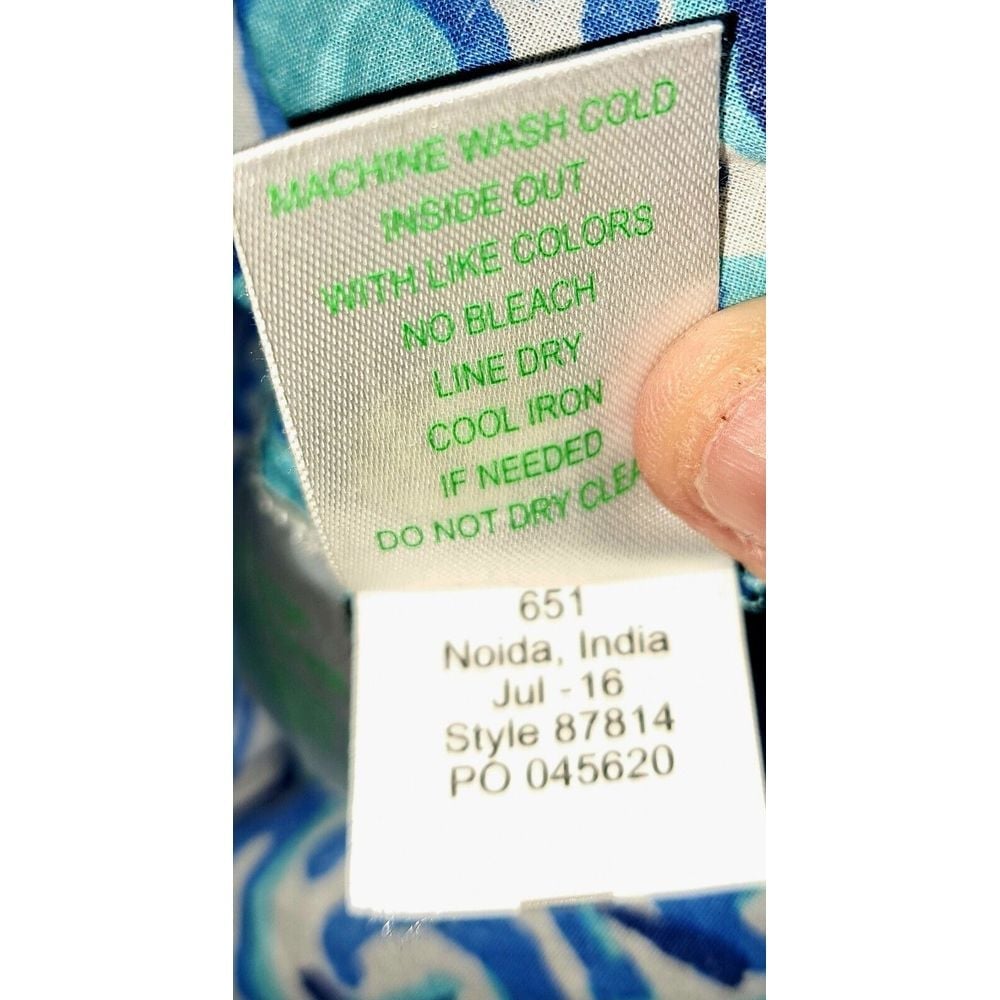 MACHINE WASH COLD
INSIDE OUT
WITH LIKE COLORS
NO BLEACH
LINE DRY
COOL IRON
IF NEEDED
DO NOT DRY CLEA
651
Noida, India
Jul - 16
Style 87814
PO 045620